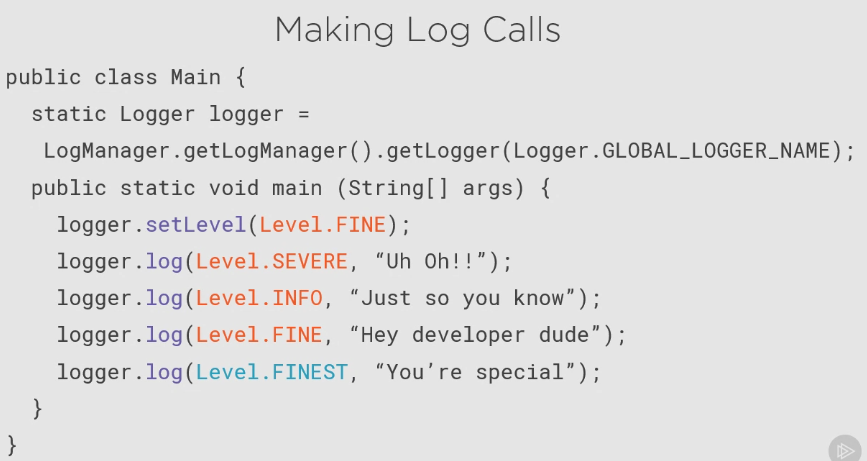 Making Log Calls
public class Main {
static Logger logger =
LogManager.getLogManager().getLogger(Logger.GLOBAL_LOGGER_NAME);
public static void main (String[] args) {
logger.setLevel(Level.FINE);
logger.log(Level.SEVERE, “Uh Oh!!”);
logger.log(Level.INFO, “Just so you know”);
logger.log(Level.FINE, “Hey developer dude”);
logger.log(Level.FINEST, “You’re special”);
}
}